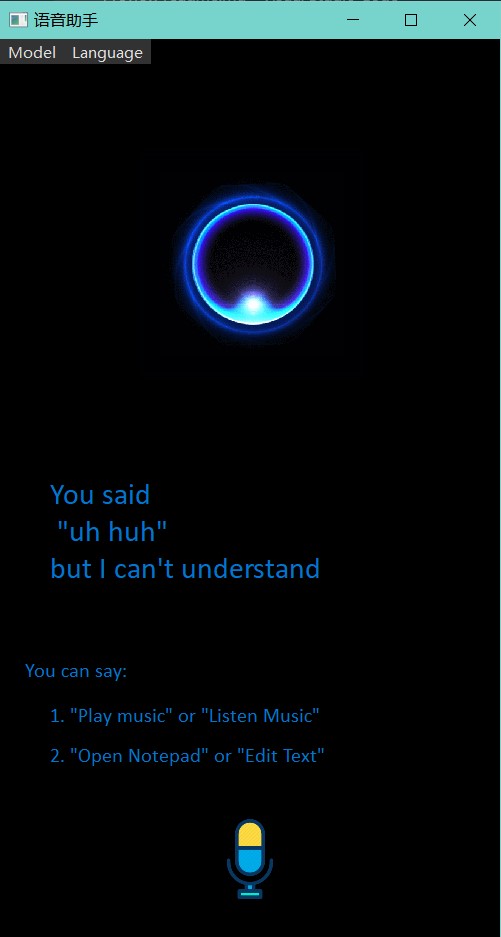 语音助手
Model Language
You said
"uh huh"
but I can't understand
You can say:
1. "Play music" or "Listen Music"
2. "Open Notepad" or "Edit Text"